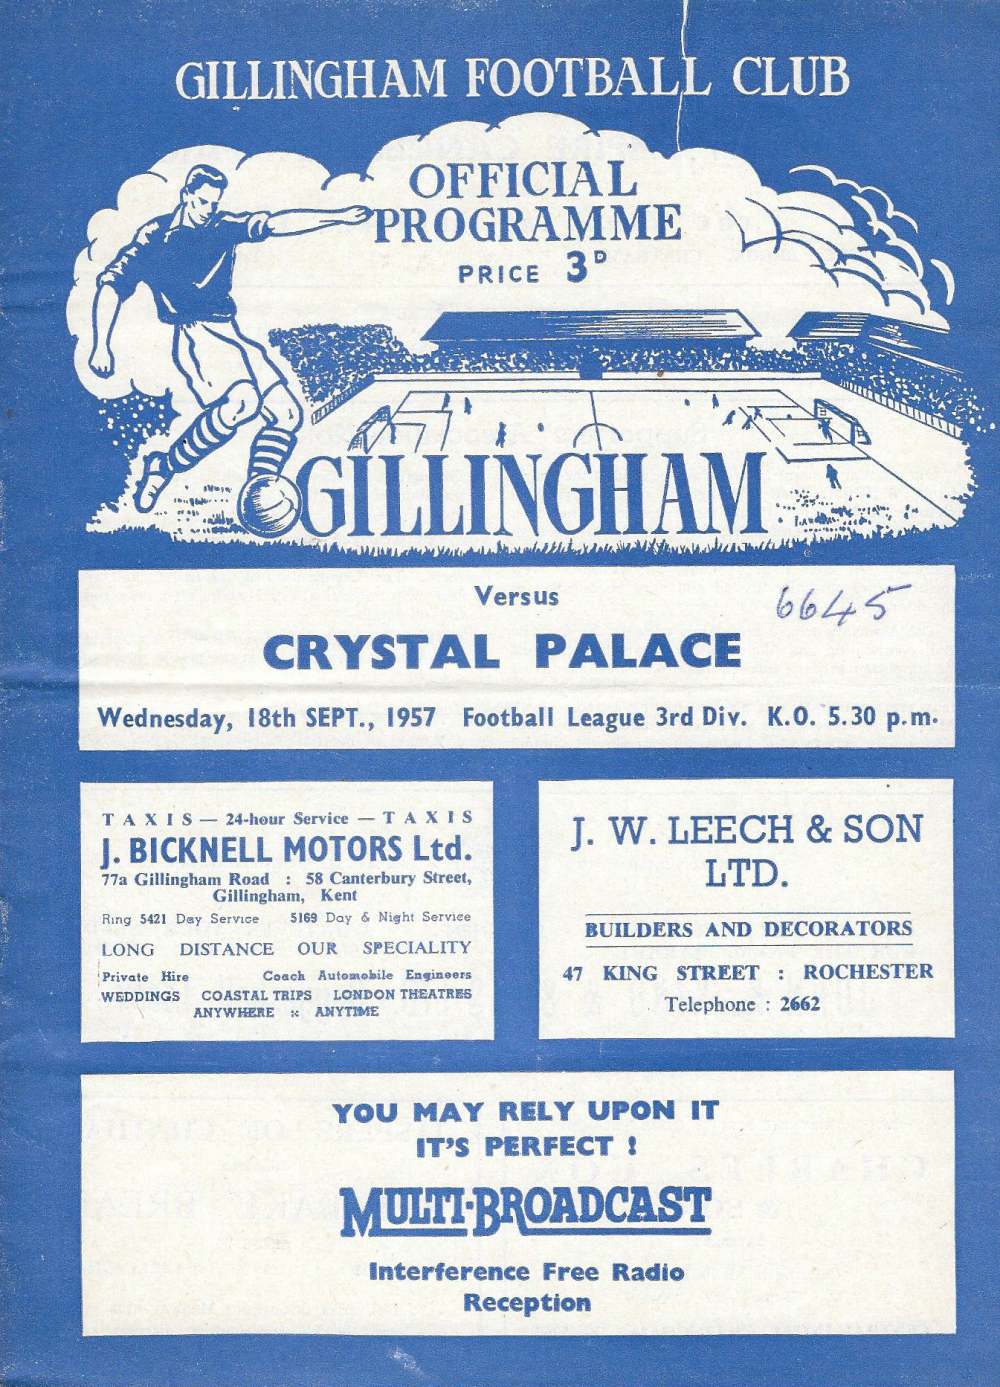 GILLINGHAM FOOTBALL CLUB
OFFICIAL
PROGRAMME
PRICE 3D
GILLINGHAM
Versus
6645
CRYSTAL PALACE
Wednesday, 18th SEPT., 1957 Football League 3rd Div. K.O. 5.30 p.m.
TAXIS — 24-hour Service — TAXIS
J. BICKNELL MOTORS Ltd.
77a Gillingham Road : 58 Canterbury Street,
Gillingham, Kent
Ring 5421 Day Service 5169 Day & Night Service
LONG DISTANCE OUR SPECIALITY
Private Hire Coach Automobile Engineers
WEDDINGS COASTAL TRIPS LONDON THEATRES
ANYWHERE :: ANYTIME
J. W. LEECH & SON
LTD.
BUILDERS AND DECORATORS
47 KING STREET : ROCHESTER
Telephone : 2662
YOU MAY RELY UPON IT
IT'S PERFECT !
MULTI-BROADCAST
Interference Free Radio
Reception